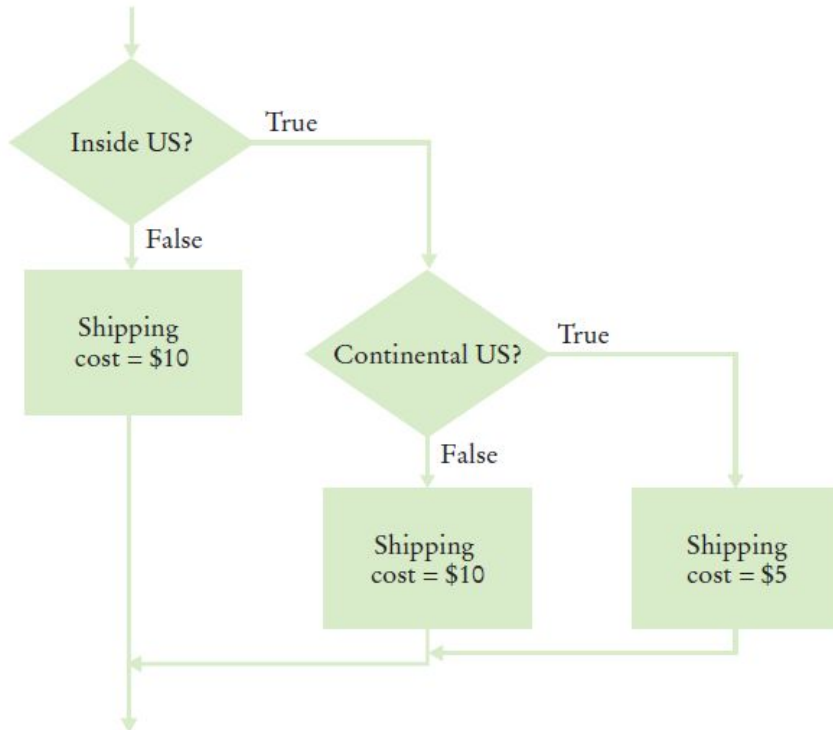 True
Inside US?
False
Shipping
cost = $10
True
Continental US?
False
Shipping
cost = $10
Shipping
cost = $5